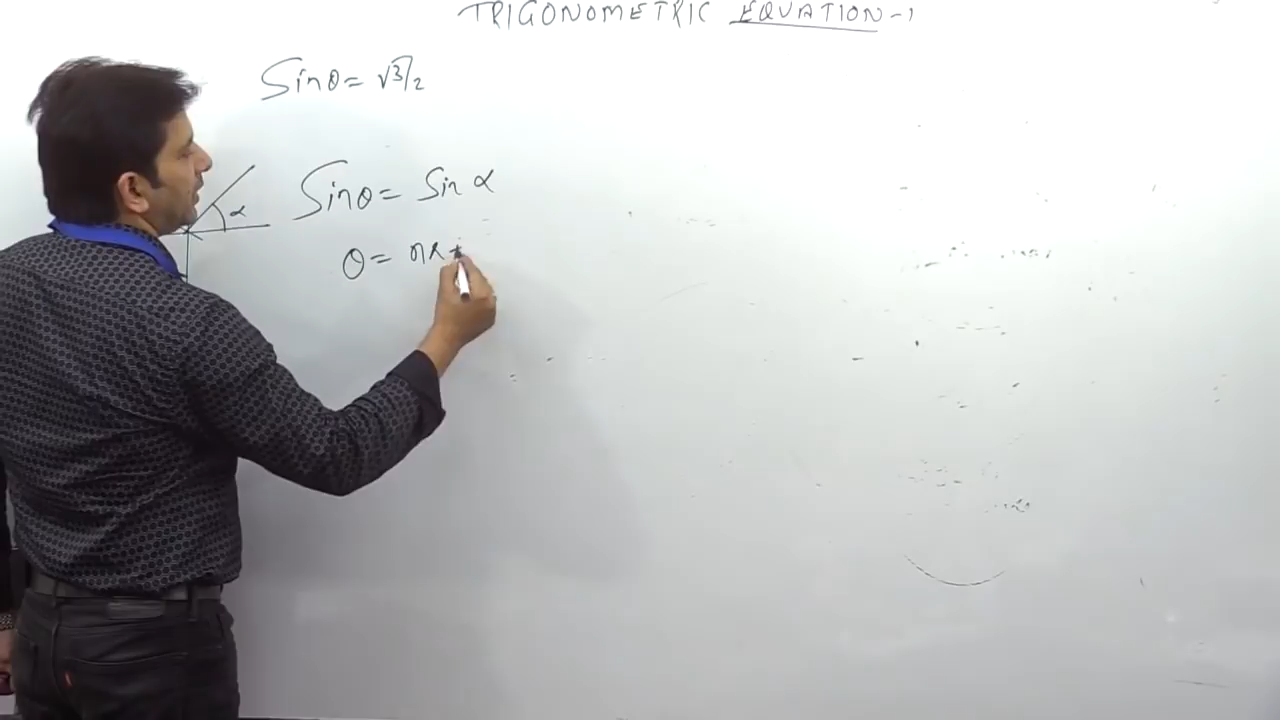 TRIGONOMETRIC EQUATION-1
Sinθ = √3/2
α
Sinθ = Sin α
θ = nπ +